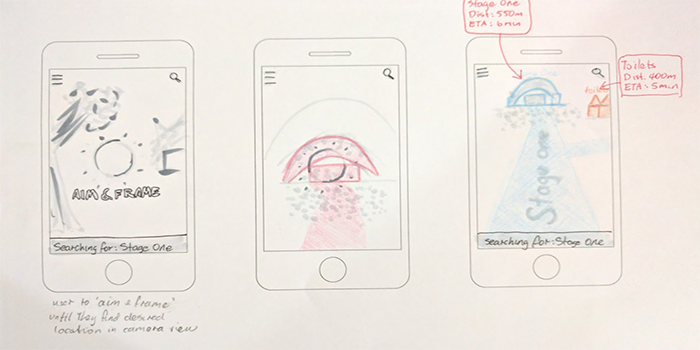 AIM & FRAME
Searching for: Stage One
user to "aim & frame"
until they find desired
location in camera view
Stage One
Dist: 550m
ETA: 6min
Toilets
Dist: 400m
ETA: 5min
toilets
Stage One
Searching for: Stage One